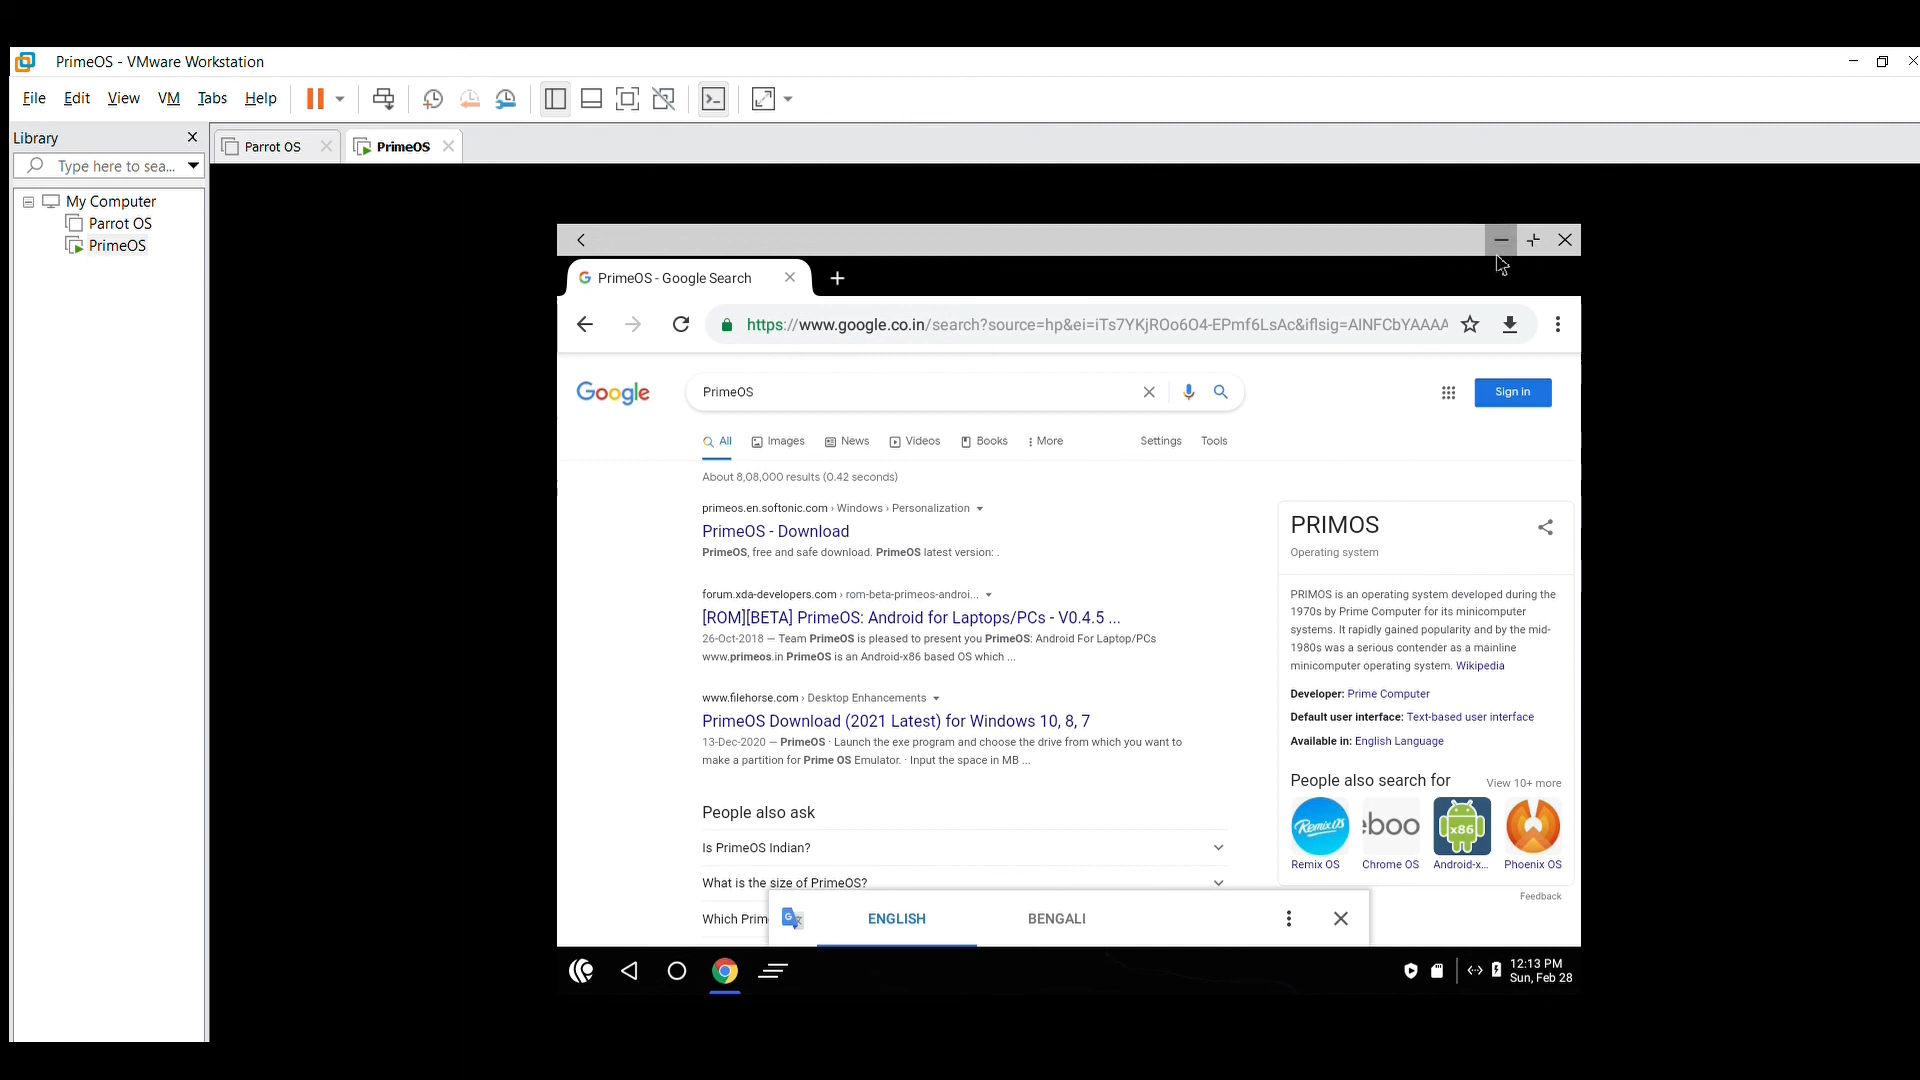 PrimeOS - VMware Workstation
File Edit View VM Tabs Help
Library
Parrot OS
PrimeOS
Type here to sea...
My Computer
Parrot OS
PrimeOS
PrimeOS - Google Search
https://www.google.co.in/search?source=hp&ei=iTs7YKjROo6O4-EPmf6LsAc&iflsig=AINFCbYAAAA
Google
PrimeOS
Sign in
All Images News Videos Books More Settings Tools
About 8,08,000 results (0.42 seconds)
primeos.en.softonic.com › Windows › Personalization
PrimeOS - Download
PrimeOS, free and safe download. PrimeOS latest version: .
forum.xda-developers.com › rom-beta-primeos-androi...
[ROM][BETA] PrimeOS: Android for Laptops/PCs - V0.4.5 ...
26-Oct-2018 — Team PrimeOS is pleased to present you PrimeOS: Android For Laptop/PCs
www.primeos.in PrimeOS is an Android-x86 based OS which ...
www.filehorse.com › Desktop Enhancements
PrimeOS Download (2021 Latest) for Windows 10, 8, 7
13-Dec-2020 — PrimeOS · Launch the exe program and choose the drive from which you want to
make a partition for Prime OS Emulator. · Input the space in MB ...
People also ask
Is PrimeOS Indian?
What is the size of PrimeOS?
Which Prim
PRIMOS
Operating system
PRIMOS is an operating system developed during the
1970s by Prime Computer for its minicomputer
systems. It rapidly gained popularity and by the mid-
1980s was a serious contender as a mainline
minicomputer operating system. Wikipedia
Developer: Prime Computer
Default user interface: Text-based user interface
Available in: English Language
People also search for
View 10+ more
Remix OS
eboo
x86
Remix OS
Chrome OS
Android-x...
Phoenix OS
Feedback
ENGLISH
BENGALI
12:13 PM
Sun, Feb 28